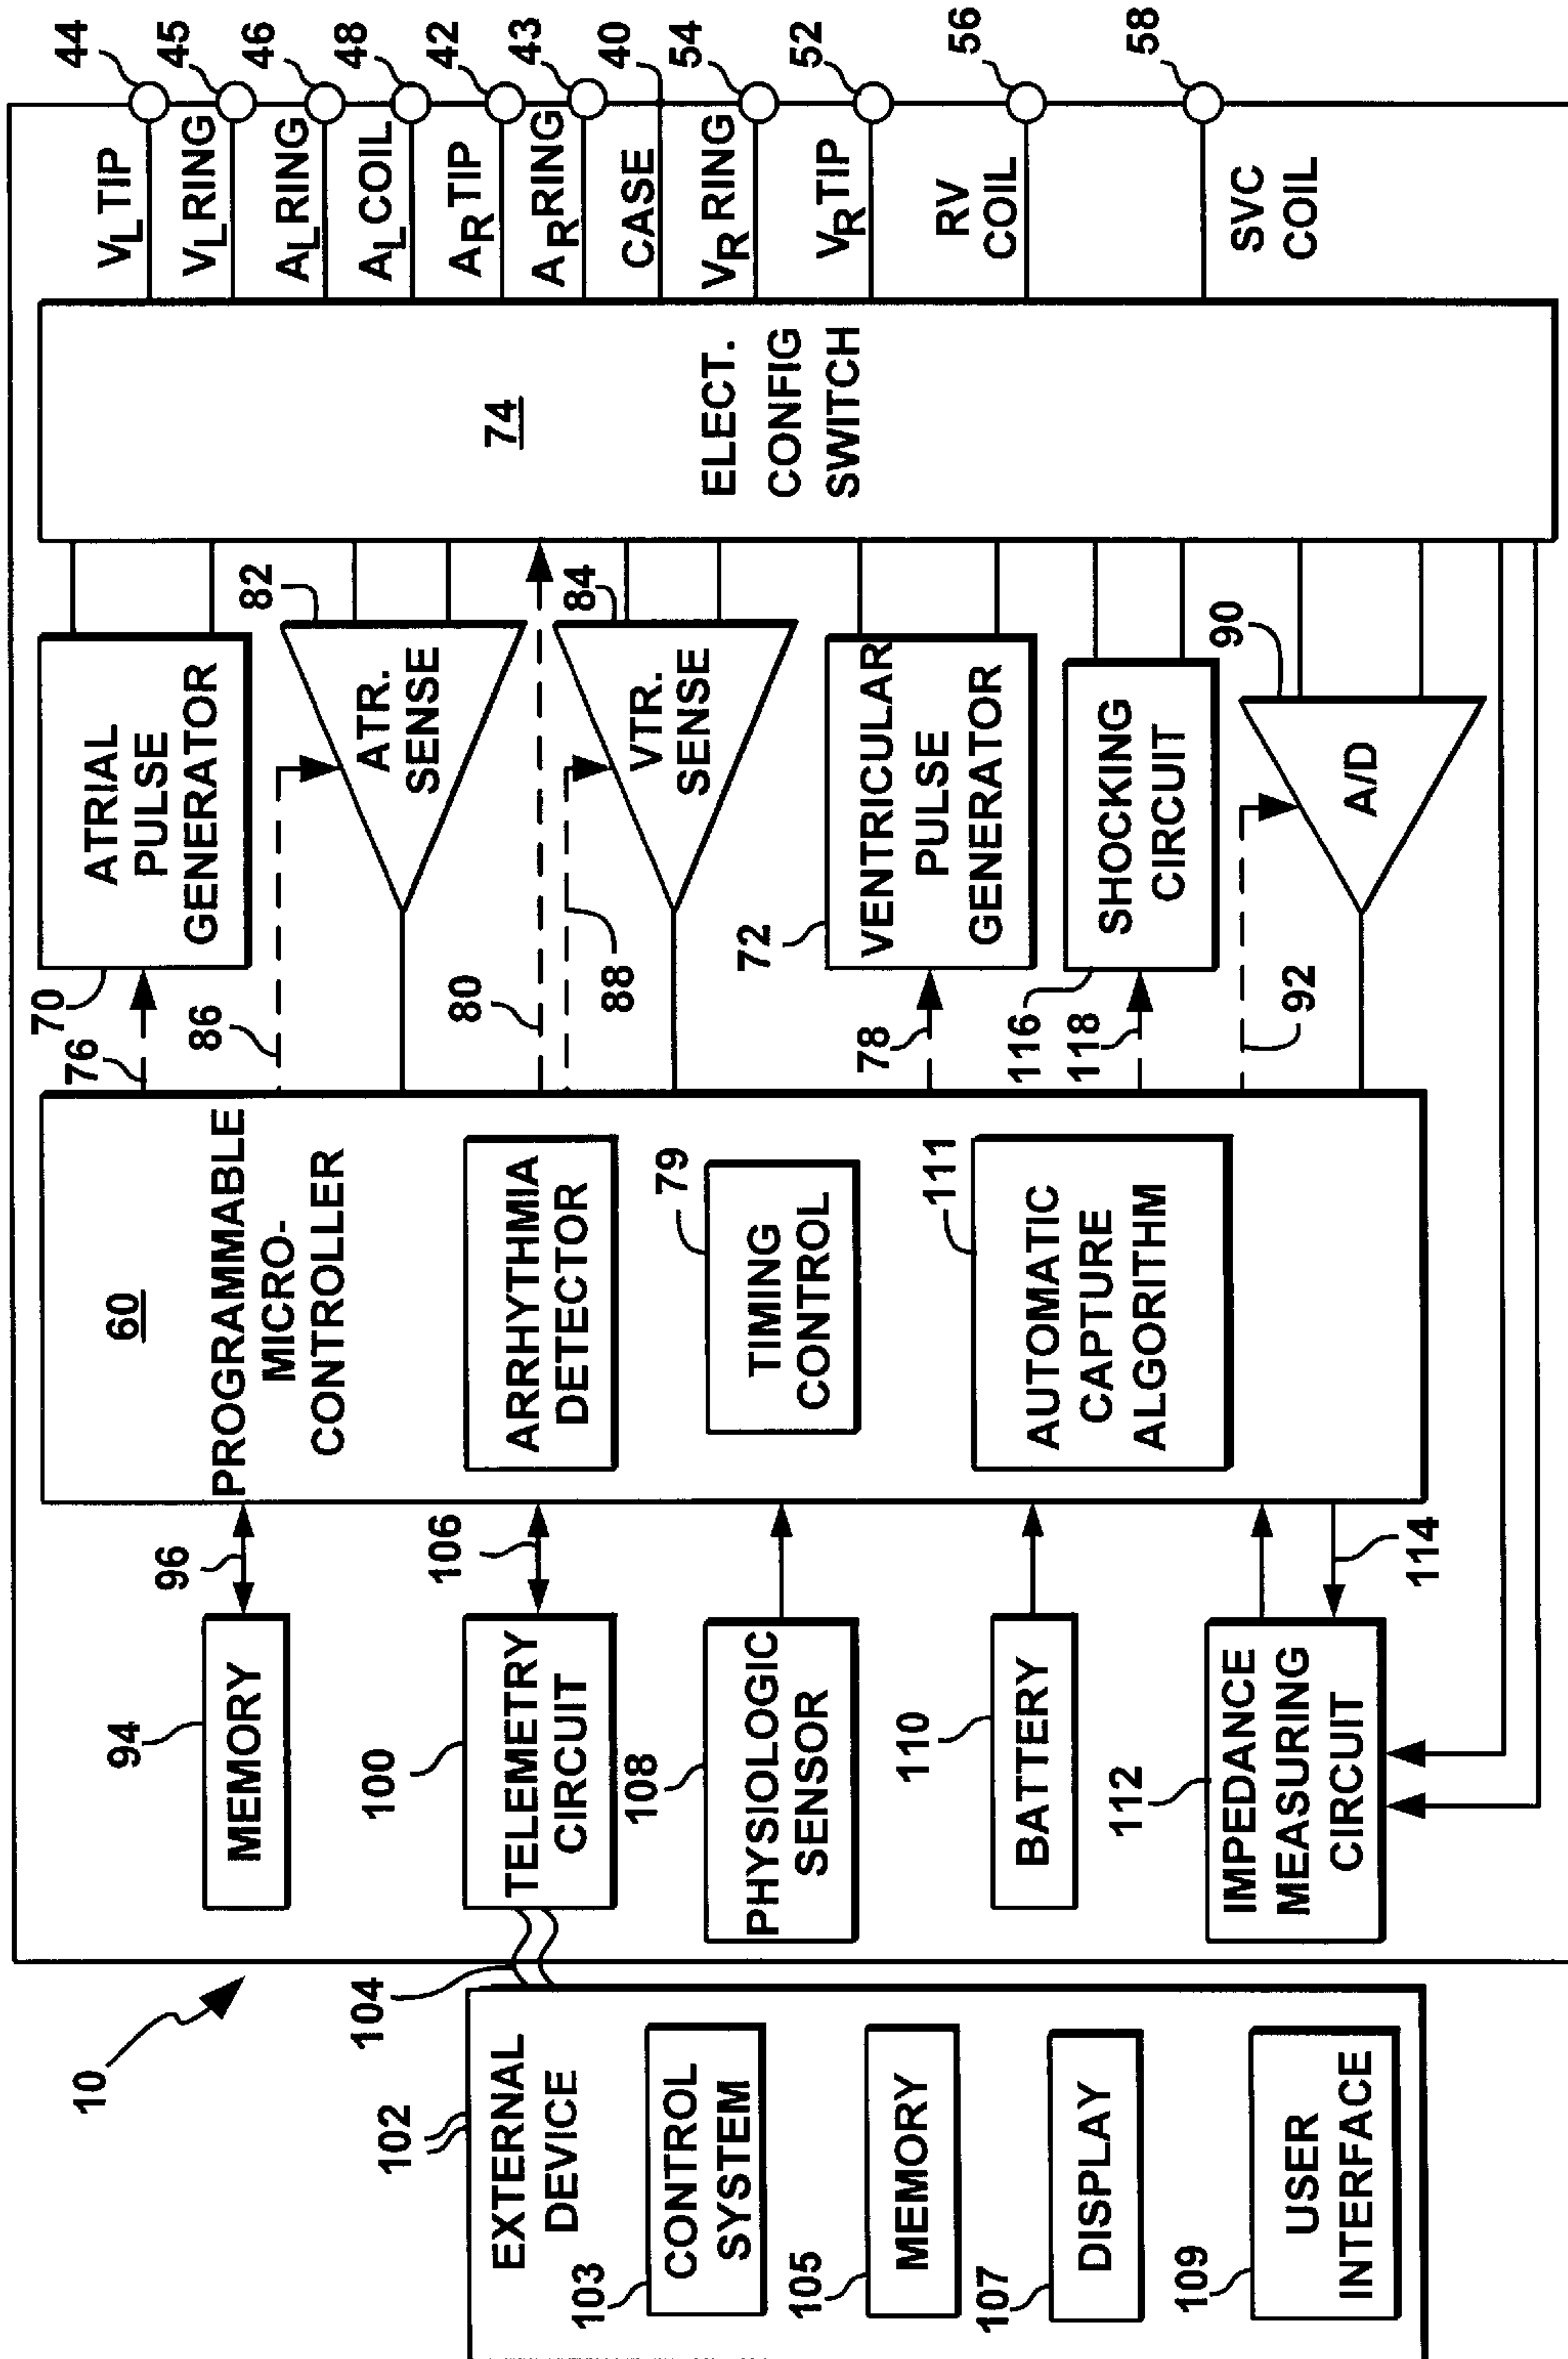 10
102
EXTERNAL
DEVICE
103
CONTROL
SYSTEM
105
MEMORY
107
DISPLAY
109
USER
INTERFACE
104
94
MEMORY
96
100
TELEMETRY
CIRCUIT
106
108
PHYSIOLOGIC
SENSOR
110
BATTERY
112
IMPEDANCE
MEASURING
CIRCUIT
114
60
PROGRAMMABLE
MICRO-
CONTROLLER
ARRHYTHMIA
DETECTOR
79
TIMING
CONTROL
111
AUTOMATIC
CAPTURE
ALGORITHM
70
76
ATRIAL
PULSE
GENERATOR
86
82
ATR.
SENSE
80
88
84
VTR.
SENSE
72
78
VENTRICULAR
PULSE
GENERATOR
116
118
SHOCKING
CIRCUIT
92
90
A/D
74
ELECT.
CONFIG
SWITCH
VL TIP 44
VL RING 45
AL RING 46
AL COIL 48
AR TIP 42
AR RING 43
CASE 40
VR RING 54
VR TIP 52
RV
COIL 56
58
SVC
COIL